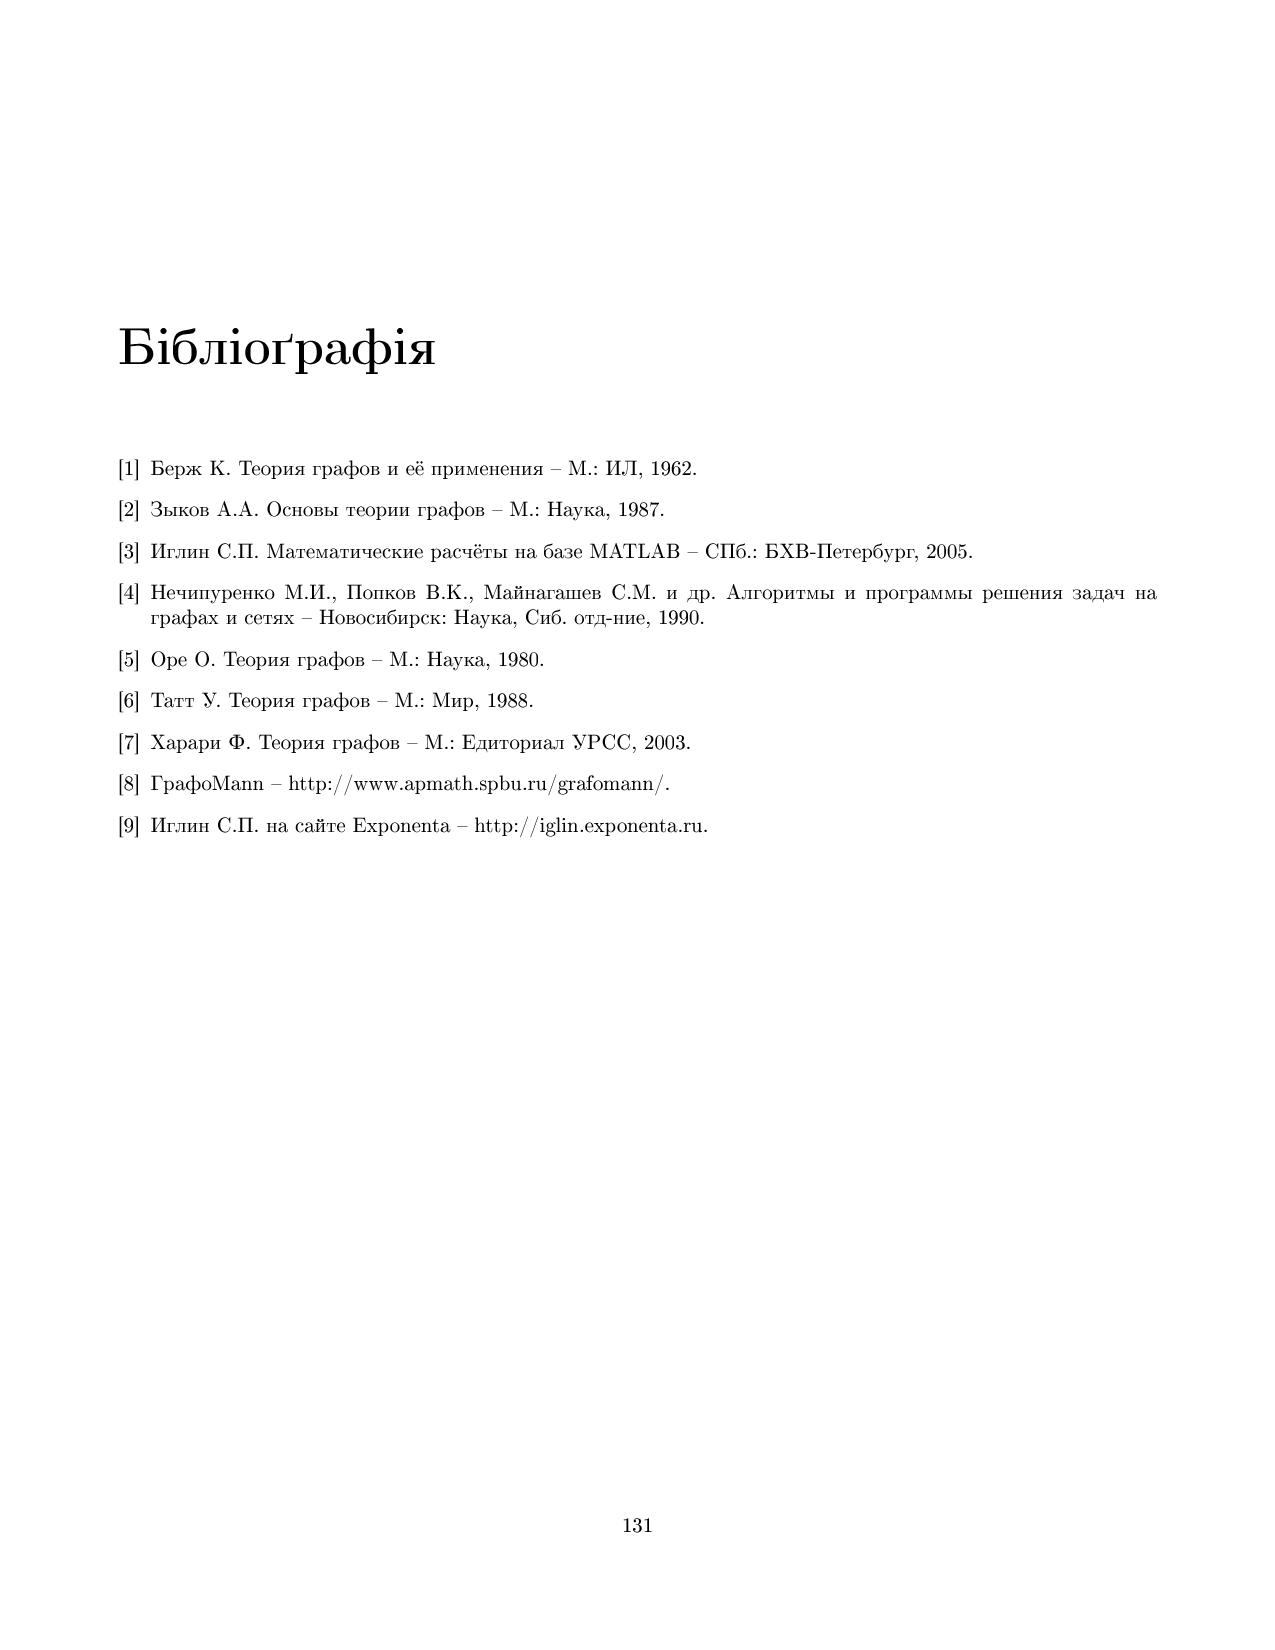 Бібліоґрафія
[1] Берж К. Теория графов и её применения – М.: ИЛ, 1962.
[2] Зыков А.А. Основы теории графов – М.: Наука, 1987.
[3] Иглин С.П. Математические расчёты на базе MATLAB – СПб.: БХВ-Петербург, 2005.
[4] Нечипуренко М.И., Попков В.К., Майнагашев С.М. и др. Алгоритмы и программы решения задач на
графах и сетях – Новосибирск: Наука, Сиб. отд-ние, 1990.
[5] Оре О. Теория графов – М.: Наука, 1980.
[6] Татт У. Теория графов – М.: Мир, 1988.
[7] Харари Ф. Теория графов – М.: Едиториал УРСС, 2003.
[8] ГрафоMann – http://www.apmath.spbu.ru/grafomann/.
[9] Иглин С.П. на сайте Exponenta – http://iglin.exponenta.ru.
131